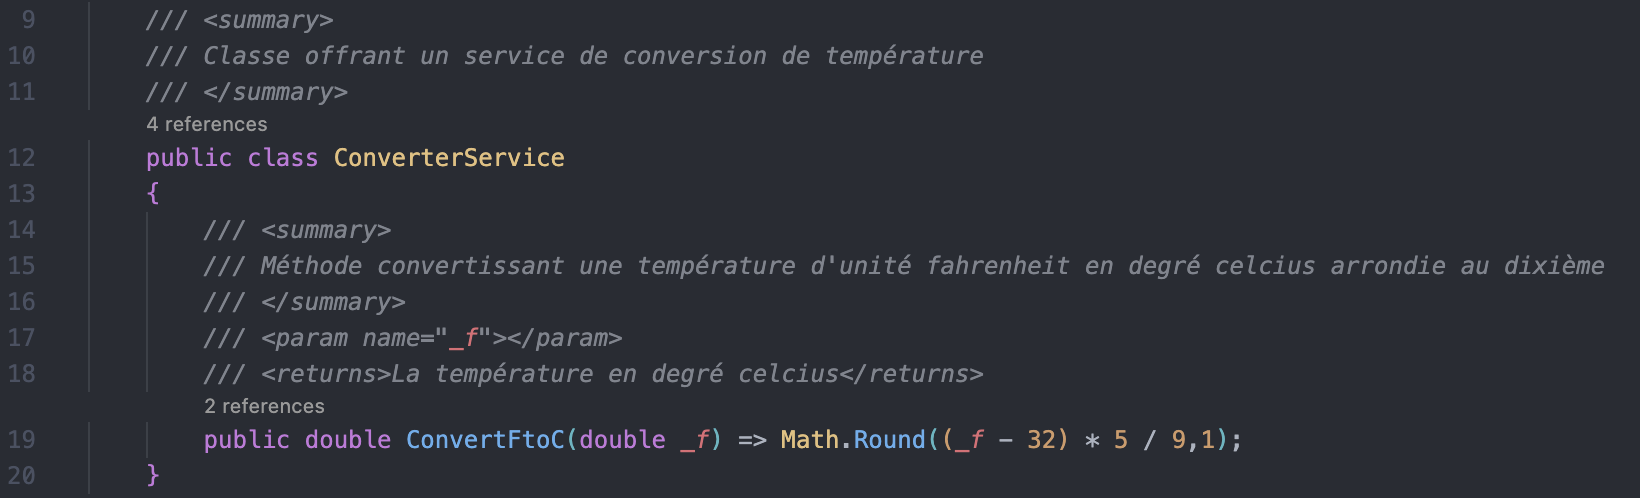 9 /// <summary>
10 /// Classe offrant un service de conversion de température
11 /// </summary>
4 references
12 public class ConverterService
13 {
14 /// <summary>
15 /// Méthode convertissant une température d'unité fahrenheit en degré celcius arrondie au dixième
16 /// </summary>
17 /// <param name="_f"></param>
18 /// <returns>La température en degré celcius</returns>
2 references
19 public double ConvertFtoC(double _f) => Math.Round((_f - 32) * 5 / 9,1);
20 }